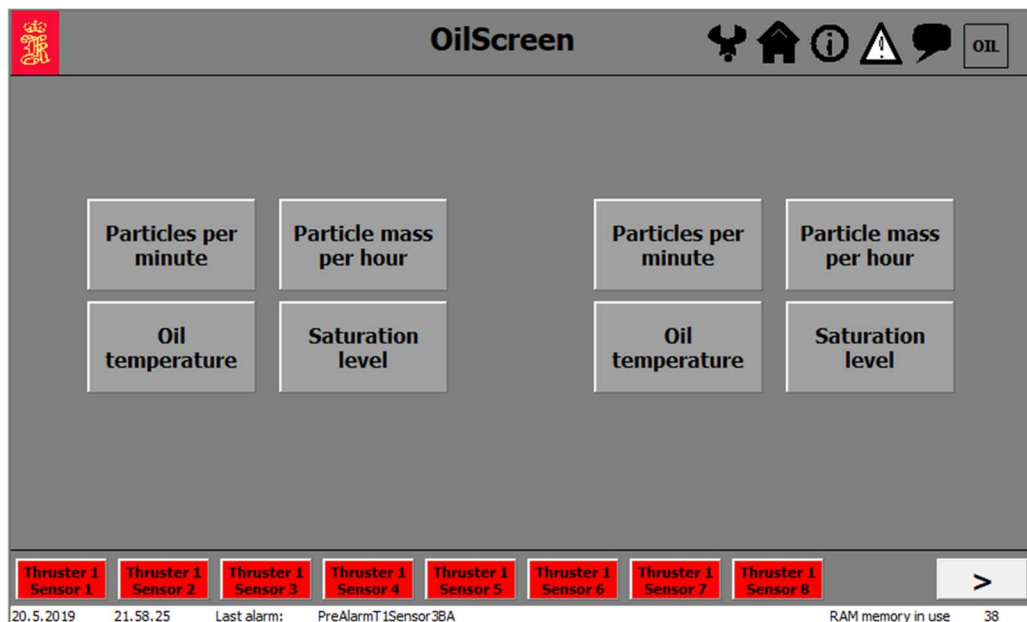 OilScreen
OIL
Particles per
minute
Particle mass
per hour
Particles per
minute
Particle mass
per hour
Oil
temperature
Saturation
level
Oil
temperature
Saturation
level
Thruster 1
Sensor 1
Thruster 1
Sensor 2
Thruster 1
Sensor 3
Thruster 1
Sensor 4
Thruster 1
Sensor 5
Thruster 1
Sensor 6
Thruster 1
Sensor 7
Thruster 1
Sensor 8
>
20.5.2019 21.58.25 Last alarm: PreAlarmT1Sensor3BA RAM memory in use 38